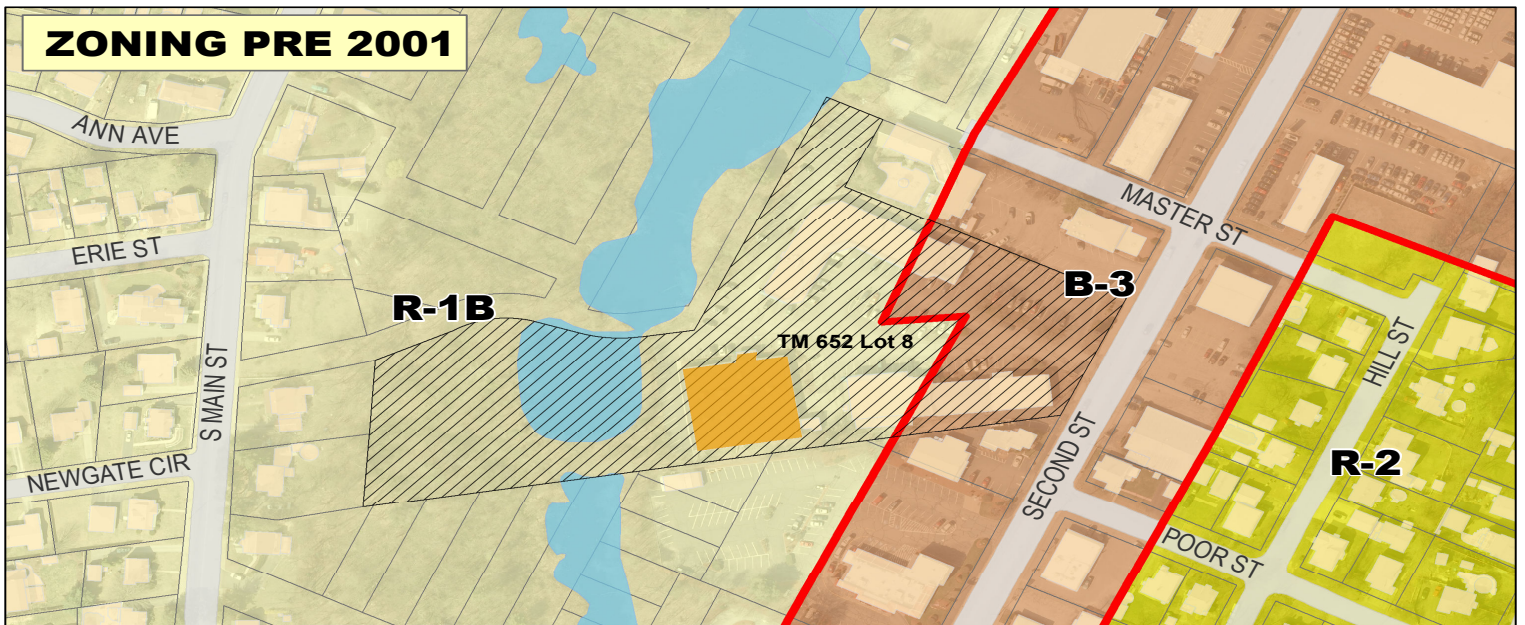 ZONING PRE 2001
ANN AVE
MASTER ST
ERIE ST
B-3
R-1B
TM 652 Lot 8
HILL ST
S MAIN ST
R-2
NEWGATE CIR
SECOND ST
POOR ST